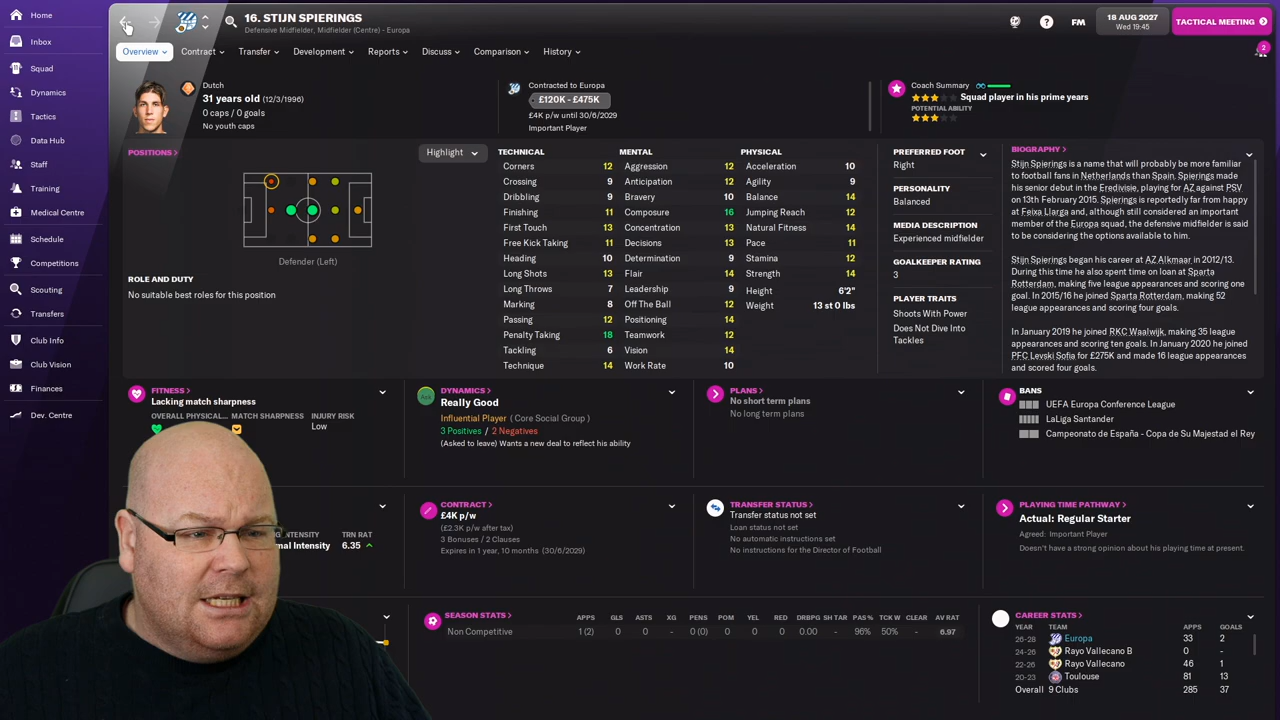 Home
Inbox
Squad
Dynamics
Tactics
Data Hub
Staff
Training
Medical Centre
Schedule
Competitions
Scouting
Transfers
Club Info
Club Vision
Finances
Dev. Centre
16. STIJN SPIERINGS
Defensive Midfielder, Midfielder (Centre) - Europa
FM
18 AUG 2027
Wed 19:45
TACTICAL MEETING
2
Overview
Contract
Transfer
Development
Reports
Discuss
Comparison
History
Dutch
31 years old (12/3/1996)
0 caps / 0 goals
No youth caps
Contracted to Europa
£120K - £475K
£4K p/w until 30/6/2029
Important Player
Coach Summary
Squad player in his prime years
POTENTIAL ABILITY
POSITIONS
Defender (Left)
ROLE AND DUTY
No suitable best roles for this position
Highlight
TECHNICAL
Corners 12
Crossing 9
Dribbling 9
Finishing 11
First Touch 13
Free Kick Taking 11
Heading 10
Long Shots 13
Long Throws 7
Marking 8
Passing 12
Penalty Taking 18
Tackling 6
Technique 14
MENTAL
Aggression 12
Anticipation 12
Bravery 10
Composure 16
Concentration 13
Decisions 13
Determination 9
Flair 14
Leadership 9
Off The Ball 12
Positioning 14
Teamwork 12
Vision 14
Work Rate 10
PHYSICAL
Acceleration 10
Agility 9
Balance 14
Jumping Reach 12
Natural Fitness 14
Pace 11
Stamina 12
Strength 14
Height 6'2"
Weight 13 st 0 lbs
PREFERRED FOOT
Right
PERSONALITY
Balanced
MEDIA DESCRIPTION
Experienced midfielder
GOALKEEPER RATING
3
PLAYER TRAITS
Shoots With Power
Does Not Dive Into
Tackles
BIOGRAPHY
Stijn Spierings is a name that will probably be more familiar
to football fans in Netherlands than Spain. Spierings made
his senior debut in the Eredivisie, playing for AZ against PSV
on 13th February 2015. Spierings is reportedly far from happy
at Feixa Llarga and, although still considered an important
member of the Europa squad, the defensive midfielder is said
to be considering the options available to him.
Stijn Spierings began his career at AZ Alkmaar in 2012/13.
During this time he also spent time on loan at Sparta
Rotterdam, making five league appearances and scoring one
goal. In 2015/16 he joined Sparta Rotterdam, making 52
league appearances and scoring four goals.
In January 2019 he joined RKC Waalwijk, making 35 league
appearances and scoring ten goals. In January 2020 he joined
PFC Levski Sofia for £275K and made 16 league appearances
and scored four goals.
FITNESS
Lacking match sharpness
OVERALL PHYSICAL... MATCH SHARPNESS INJURY RISK
Low
DYNAMICS
Really Good
Influential Player ( Core Social Group )
3 Positives / 2 Negatives
(Asked to leave) Wants a new deal to reflect his ability
PLANS
No short term plans
No long term plans
BANS
UEFA Europa Conference League
LaLiga Santander
Campeonato de España - Copa de Su Majestad el Rey
TRN RAT
6.35
CONTRACT
£4K p/w
(£2.3K p/w after tax)
3 Bonuses / 2 Clauses
Expires in 1 year, 10 months (30/6/2029)
TRANSFER STATUS
Transfer status not set
Loan status not set
No automatic instructions set
No instructions for the Director of Football
PLAYING TIME PATHWAY
Actual: Regular Starter
Agreed: Important Player
Doesn't have a strong opinion about his playing time at present.
SEASON STATS
APPS GLS ASTS XG PENS POM YEL RED DRBPG SH TAR PAS% TCK W CLEAR AV RAT
Non Competitive 1 (2) 0 0 - 0 (0) 0 0 0 0.00 - 96% 50% - 6.97
CAREER STATS
YEAR TEAM APPS GOALS
26-28 Europa 33 2
24-26 Rayo Vallecano B 0 -
22-26 Rayo Vallecano 46 1
20-23 Toulouse 81 13
Overall 9 Clubs 285 37